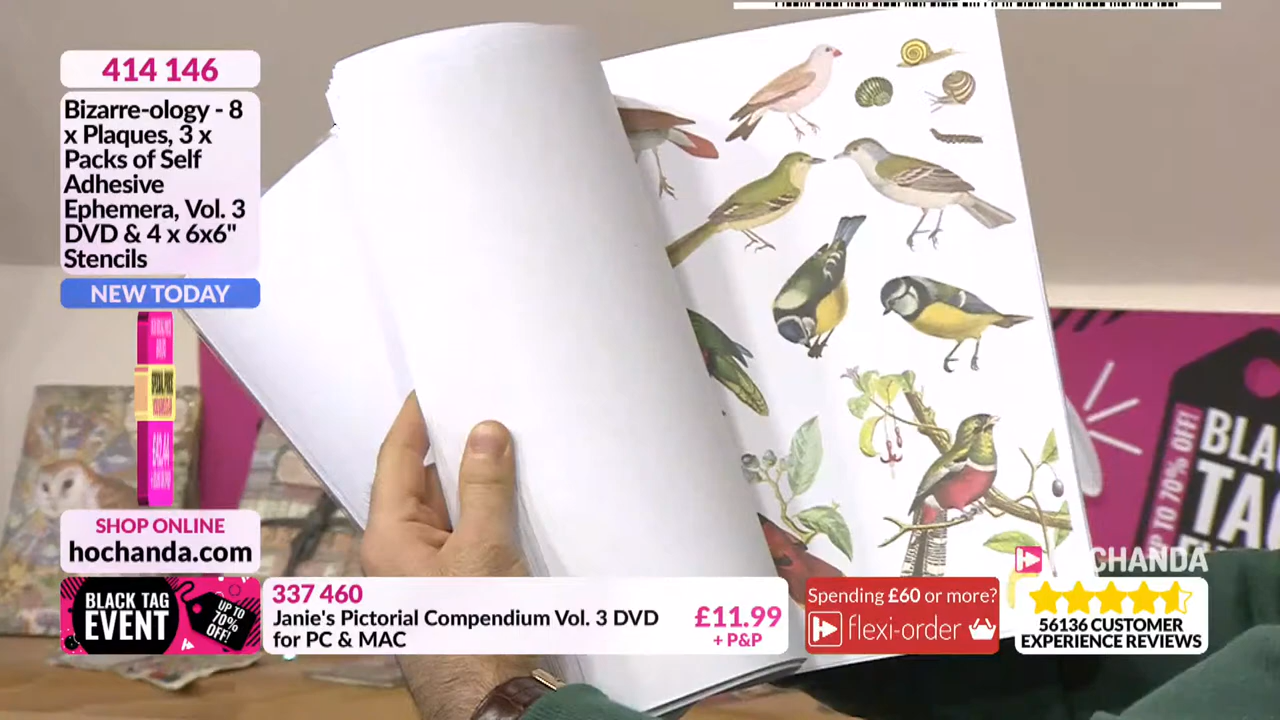 414 146
Bizarre-ology - 8
x Plaques, 3 x
Packs of Self
Adhesive
Ephemera, Vol. 3
DVD & 4 x 6x6"
Stencils
NEW TODAY
SHOP ONLINE
hochanda.com
BLACK TAG
EVENT
UP TO
70%
OFF!
337 460
Janie's Pictorial Compendium Vol. 3 DVD
for PC & MAC
£11.99
+ P&P
Spending £60 or more?
flexi-order
HOCHANDA
56136 CUSTOMER
EXPERIENCE REVIEWS
UP TO 70% OFF!
BLA
TA